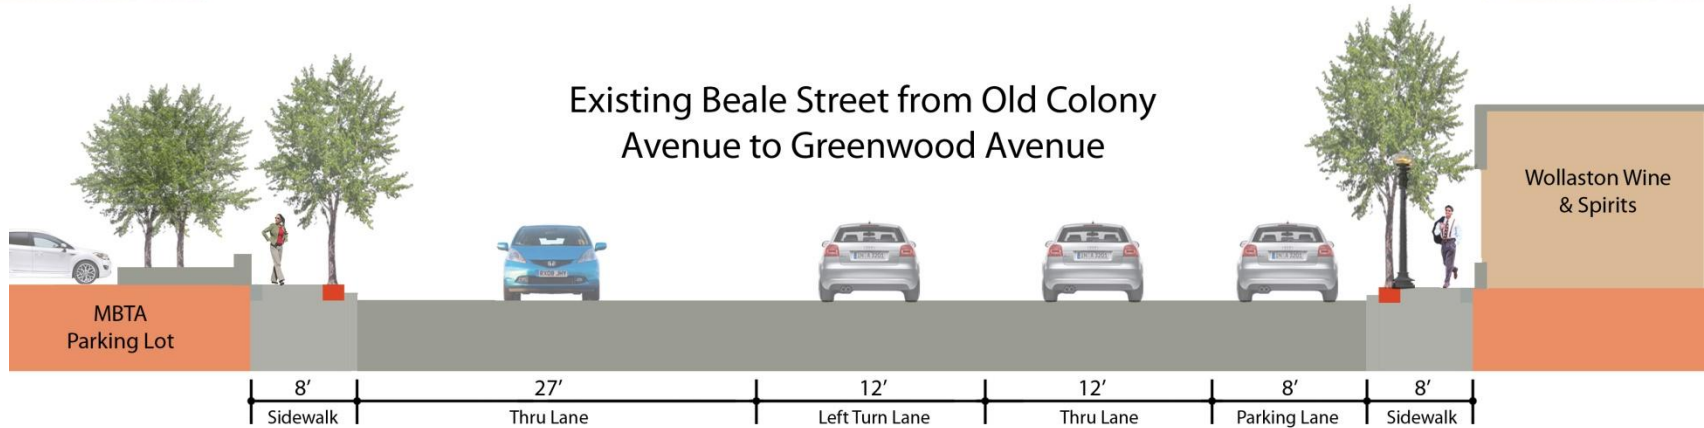 Existing Beale Street from Old Colony
Avenue to Greenwood Avenue
Wollaston Wine
& Spirits
MBTA
Parking Lot
8’ 27’ 12’ 12’ 8’ 8’
Sidewalk Thru Lane Left Turn Lane Thru Lane Parking Lane Sidewalk